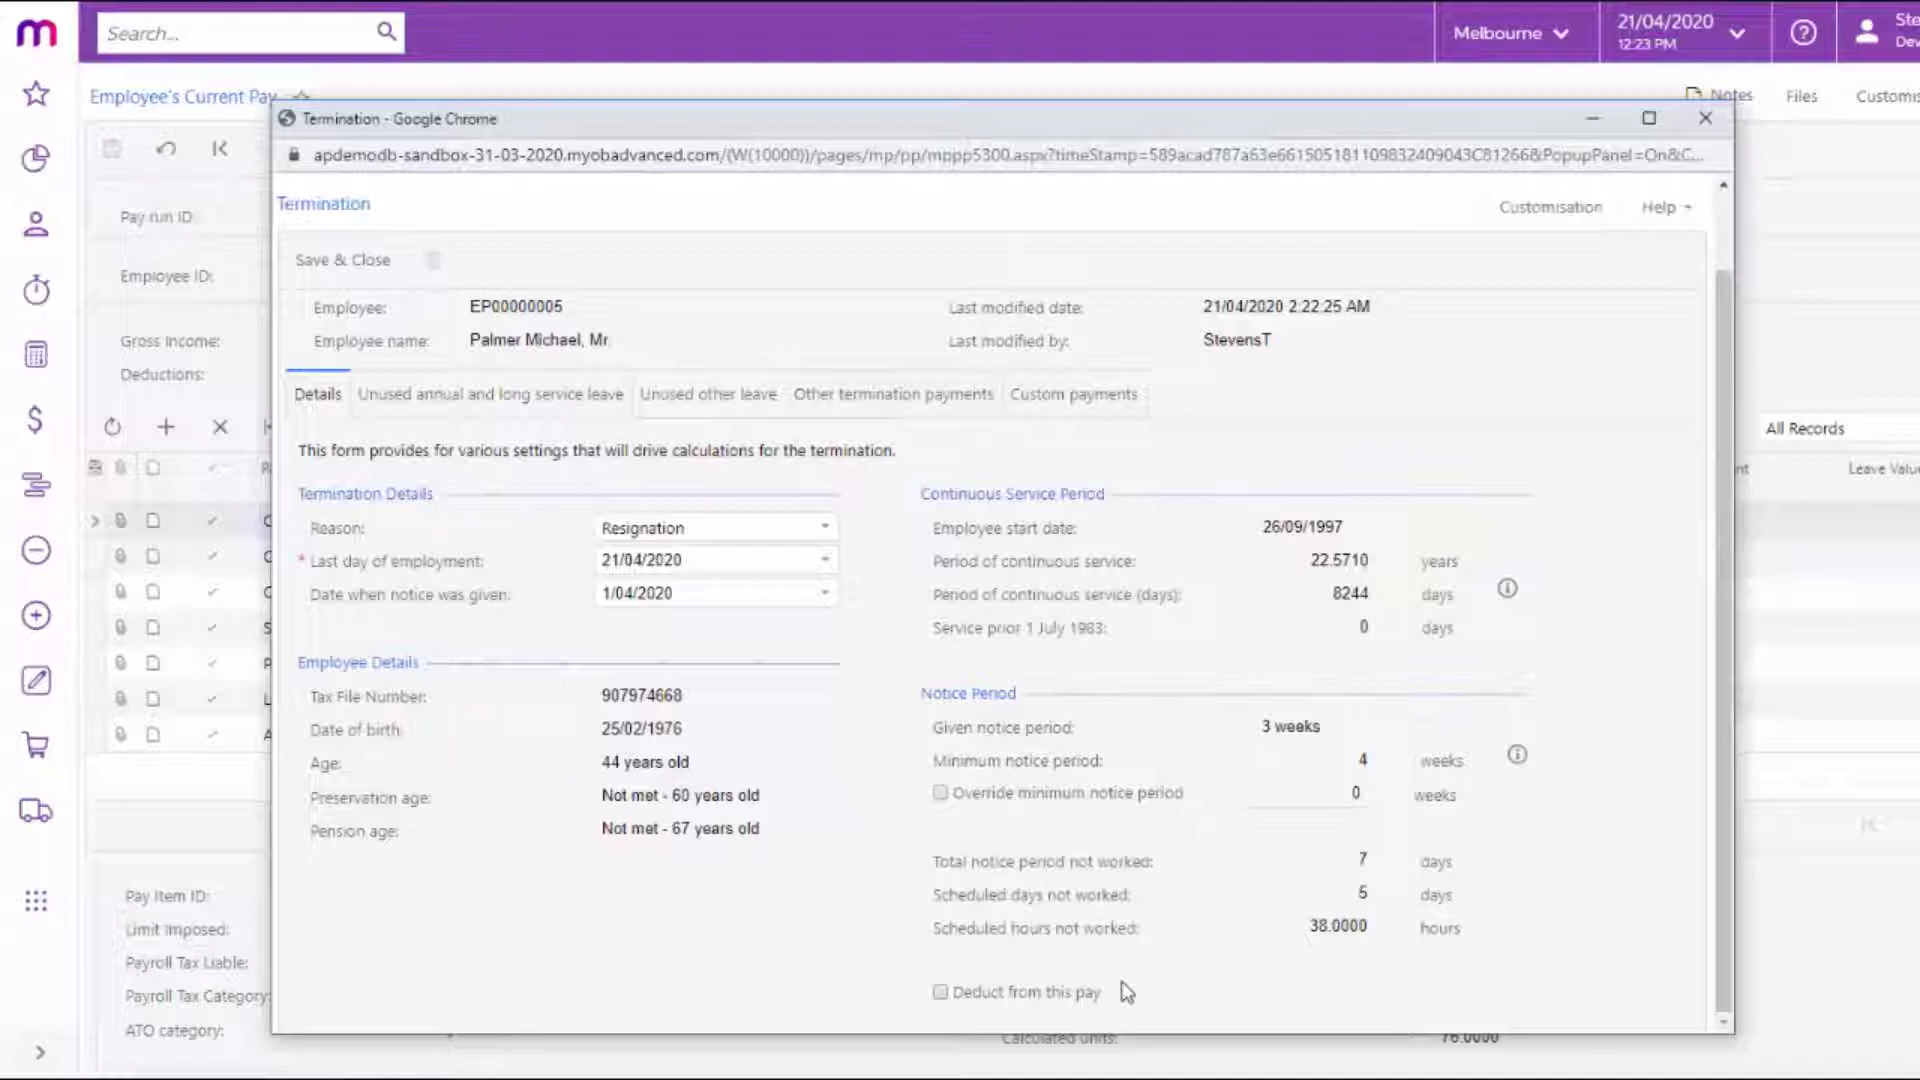 Search...
Melbourne
21/04/2020
12:23 PM
Employee's Current Pay
Notes
Files
Termination - Google Chrome
apdemodb-sandbox-31-03-2020.myobadvanced.com/(W(10000))/pages/mp/pp/mppp5300.aspx?timeStamp=589acad787a63e661505181109832409043C81266&PopupPanel=On&C...
Termination
Customisation
Help
Pay run ID
Save & Close
Employee ID:
Employee: EP00000005
Last modified date: 21/04/2020 2:22:25 AM
Gross Income:
Employee name: Palmer Michael, Mr.
Last modified by: StevensT
Deductions:
Details
Unused annual and long service leave
Unused other leave
Other termination payments
Custom payments
All Records
This form provides for various settings that will drive calculations for the termination.
Leave
Termination Details
Continuous Service Period
Reason: Resignation
Employee start date: 26/09/1997
* Last day of employment: 21/04/2020
Period of continuous service: 22.5710 years
Date when notice was given: 1/04/2020
Period of continuous service (days): 8244 days
Service prior 1 July 1983: 0 days
Employee Details
Notice Period
Tax File Number: 907974668
Given notice period: 3 weeks
Date of birth: 25/02/1976
Minimum notice period: 4 weeks
Age: 44 years old
Override minimum notice period 0 weeks
Preservation age: Not met - 60 years old
Pension age: Not met - 67 years old
Total notice period not worked: 7 days
Scheduled days not worked: 5 days
Scheduled hours not worked: 38.0000 hours
Pay Item ID:
Limit Imposed:
Payroll Tax Liable:
Payroll Tax Category:
Deduct from this pay
ATO category:
Calculated units: 76.0000